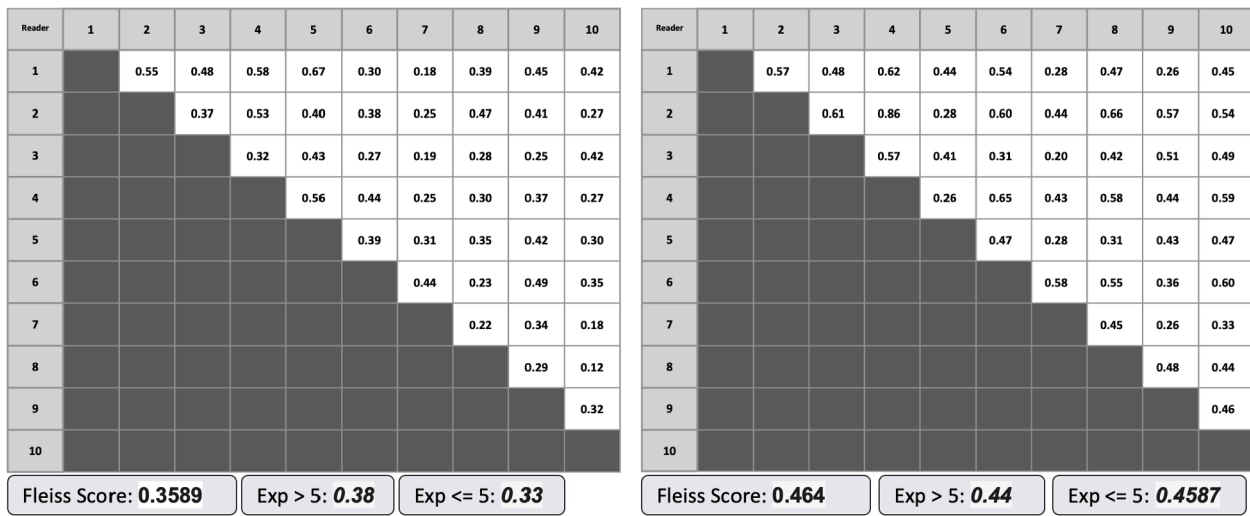 Reader 1 2 3 4 5 6 7 8 9 10
1 0.55 0.48 0.58 0.67 0.30 0.18 0.39 0.45 0.42
2 0.37 0.53 0.40 0.38 0.25 0.47 0.41 0.27
3 0.32 0.43 0.27 0.19 0.28 0.25 0.42
4 0.56 0.44 0.25 0.30 0.37 0.27
5 0.39 0.31 0.35 0.42 0.30
6 0.44 0.23 0.49 0.35
7 0.22 0.34 0.18
8 0.29 0.12
9 0.32
10
Fleiss Score: 0.3589 Exp > 5: 0.38 Exp <= 5: 0.33
Reader 1 2 3 4 5 6 7 8 9 10
1 0.57 0.48 0.62 0.44 0.54 0.28 0.47 0.26 0.45
2 0.61 0.86 0.28 0.60 0.44 0.66 0.57 0.54
3 0.57 0.41 0.31 0.20 0.42 0.51 0.49
4 0.26 0.65 0.43 0.58 0.44 0.59
5 0.47 0.28 0.31 0.43 0.47
6 0.58 0.55 0.36 0.60
7 0.45 0.26 0.33
8 0.48 0.44
9 0.46
10
Fleiss Score: 0.464 Exp > 5: 0.44 Exp <= 5: 0.4587